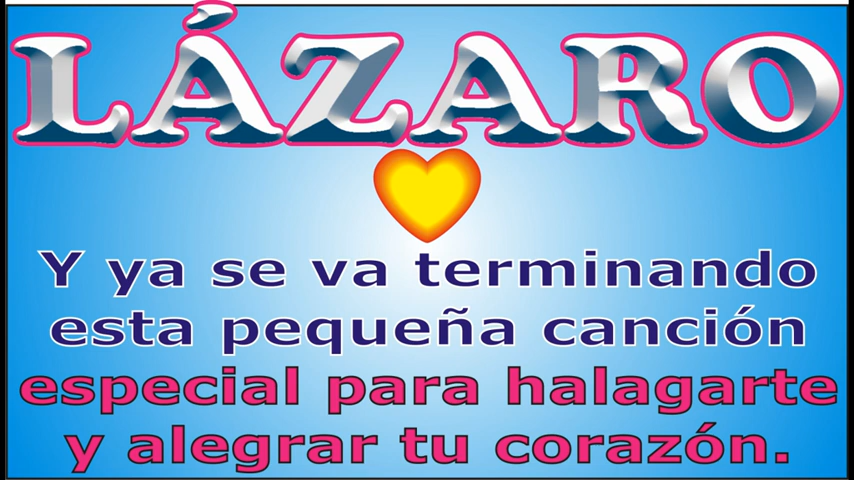 LÁZARO
Y ya se va terminando
esta pequeña canción
especial para halagarte
y alegrar tu corazón.